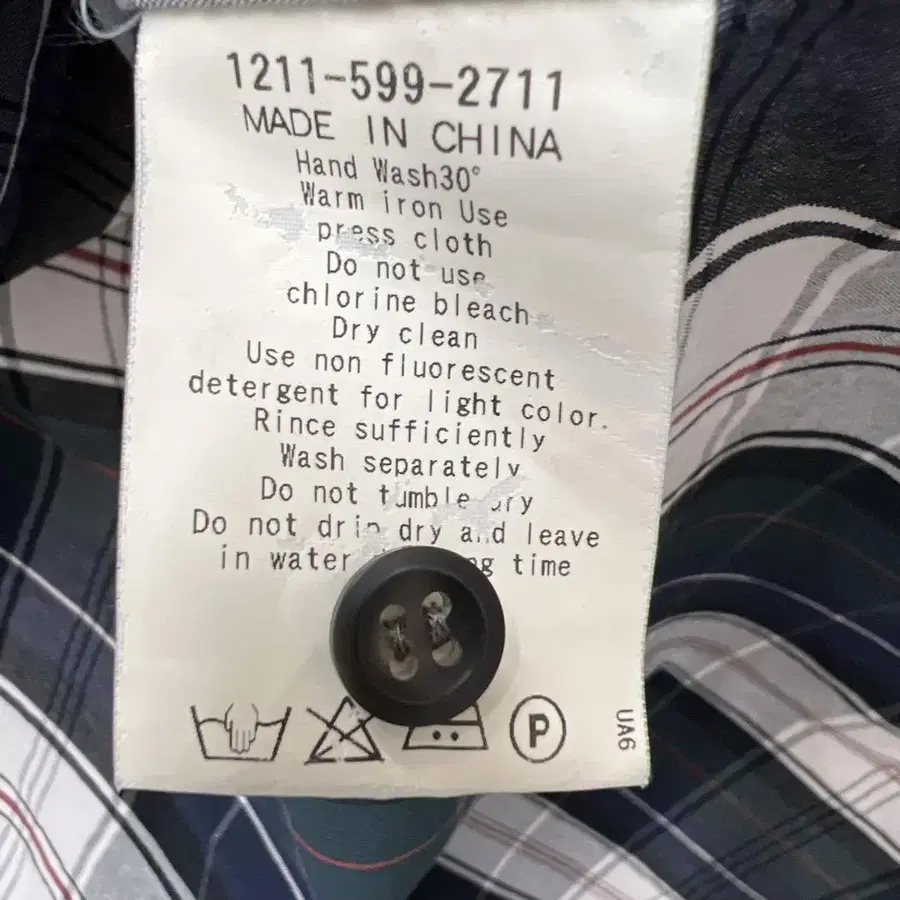 1211-599-2711
MADE IN CHINA
Hand Wash30°
Warm iron Use
press cloth
Do not use
chlorine bleach
Dry clean
Use non fluorescent
detergent for light color.
Rince sufficiently
Wash separately
Do not tumble dry
Do not drip dry and leave
in water time
P
UA6